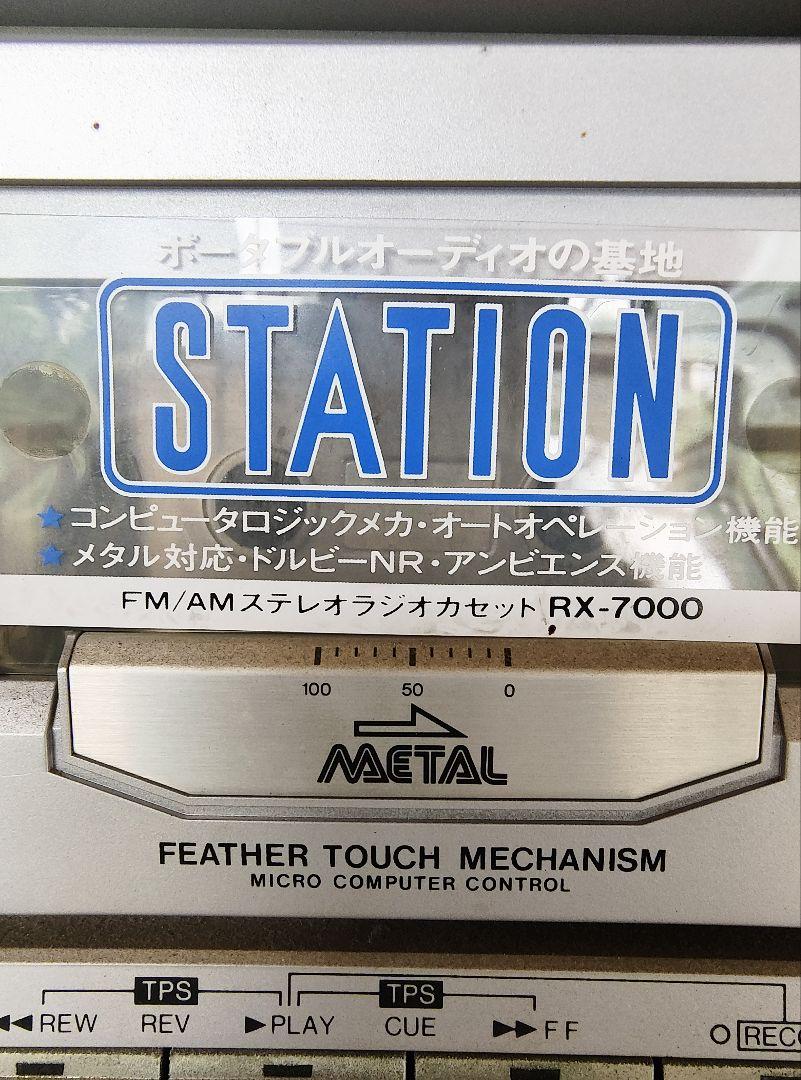 ポータブルオーディオの基地
STATION
★コンピュータロジックメカ・オートオペレーション機能
★メタル対応・ドルビーNR・アンビエンス機能
FM/AMステレオラジオカセット RX-7000
100 50 0
METAL
FEATHER TOUCH MECHANISM
MICRO COMPUTER CONTROL
TPS TPS
◀◀REW REV ▶PLAY CUE ▶▶FF